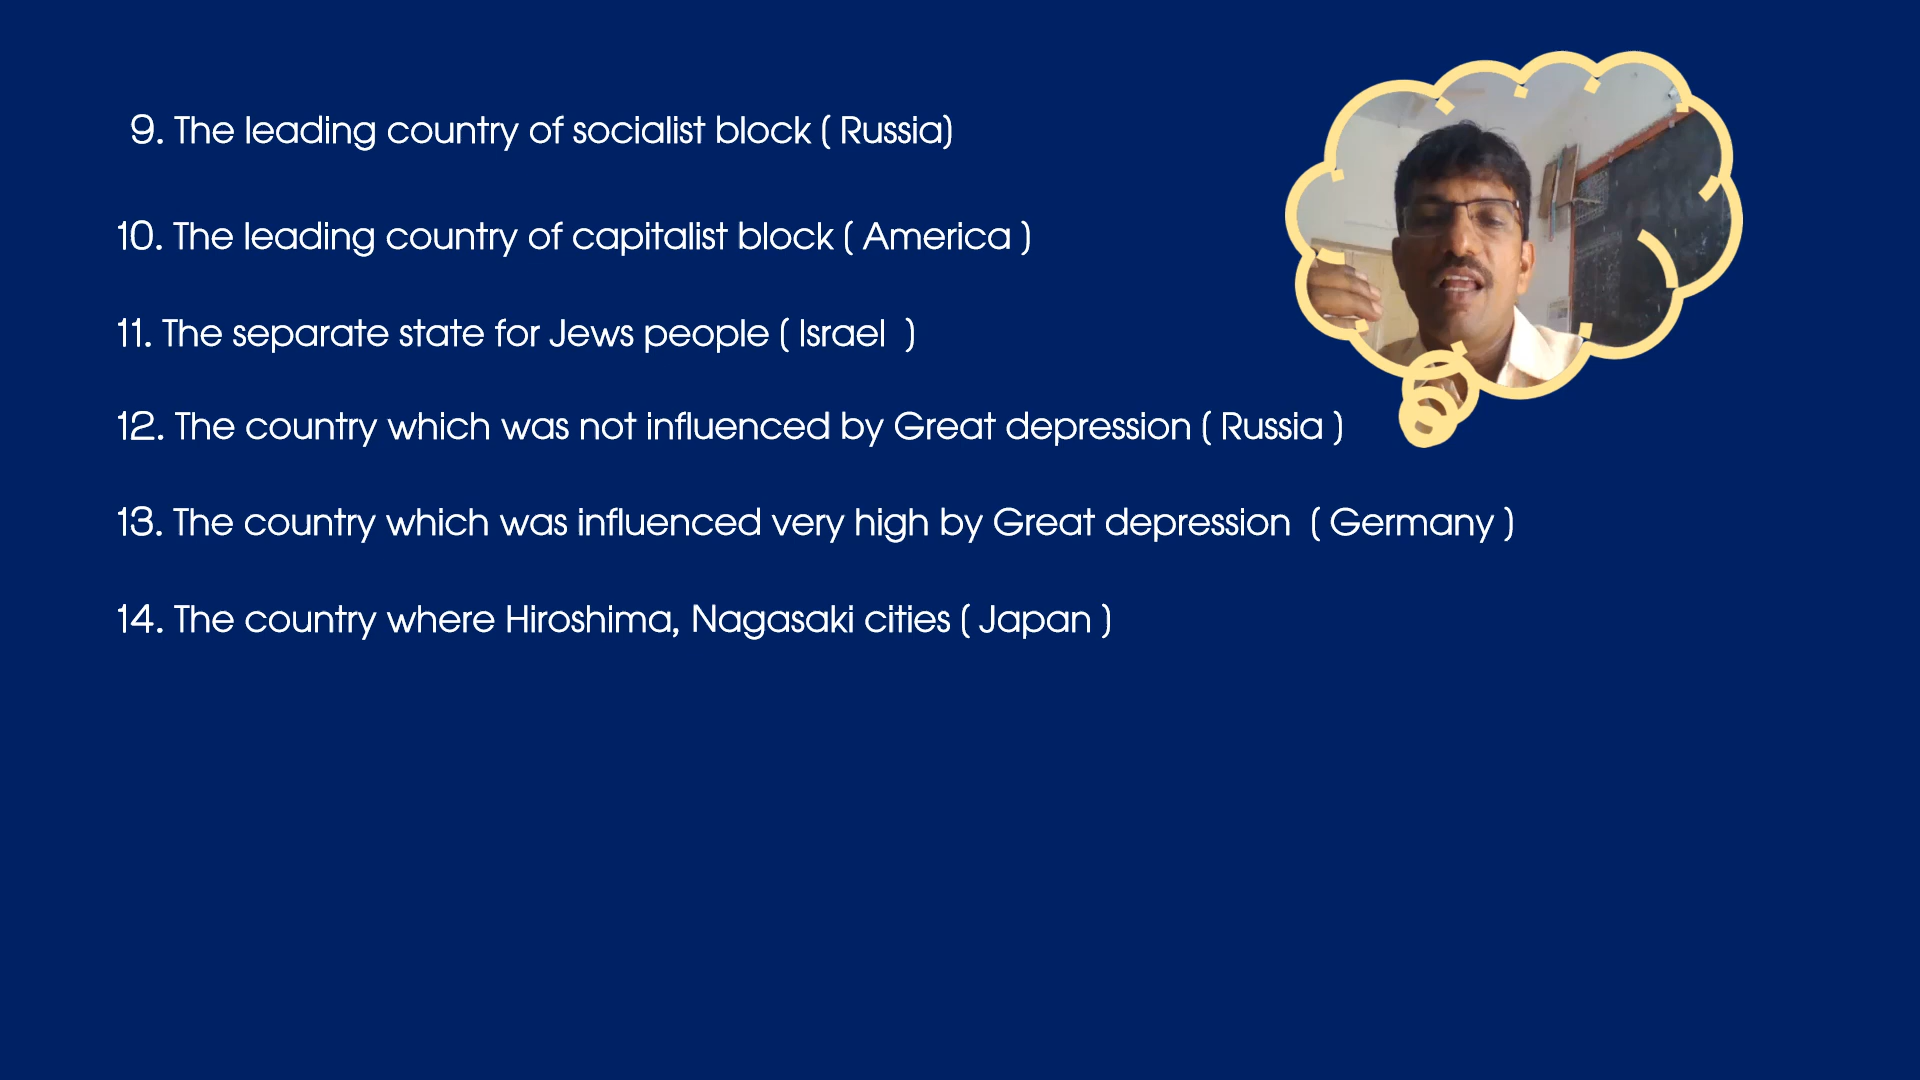 9. The leading country of socialist block ( Russia)
10. The leading country of capitalist block ( America )
11. The separate state for Jews people ( Israel  )
12. The country which was not influenced by Great depression ( Russia )
13. The country which was influenced very high by Great depression  ( Germany )
14. The country where Hiroshima, Nagasaki cities ( Japan )